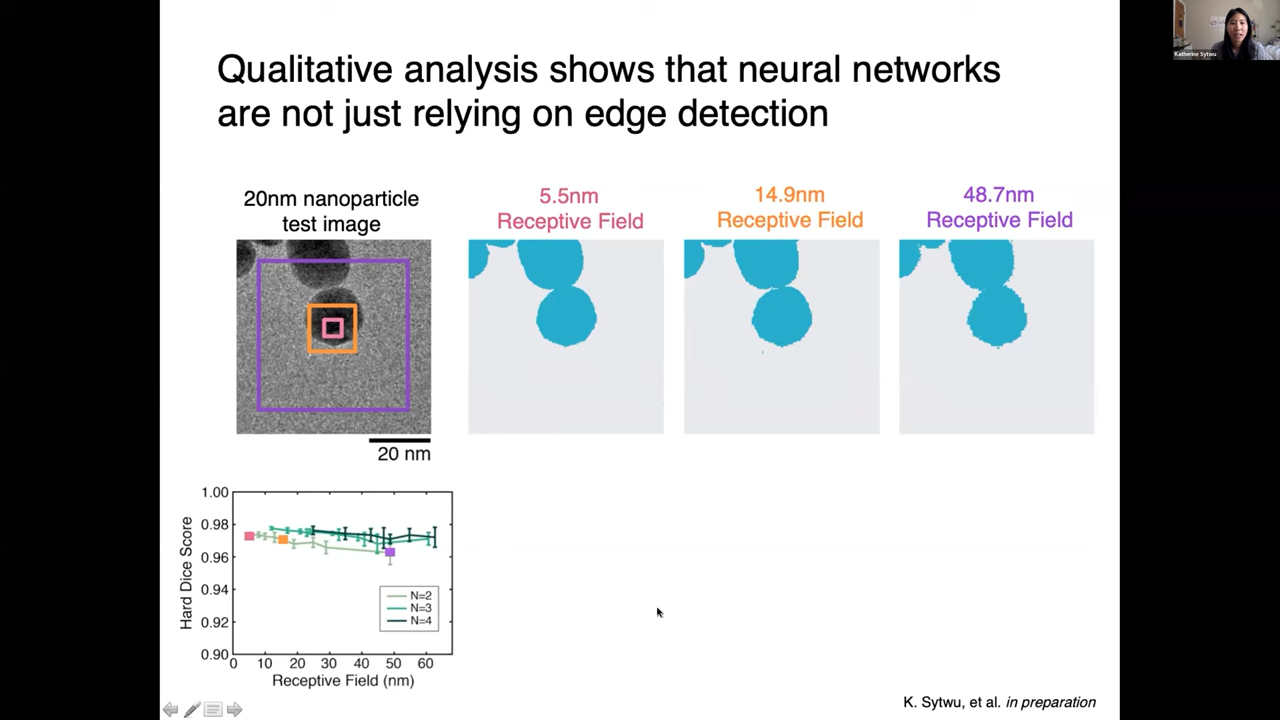 Katherine Sytwu
Qualitative analysis shows that neural networks
are not just relying on edge detection
20nm nanoparticle
test image
5.5nm
Receptive Field
14.9nm
Receptive Field
48.7nm
Receptive Field
20 nm
1.00
0.98
0.96
0.94
0.92
0.90
Hard Dice Score
N=2
N=3
N=4
0 10 20 30 40 50 60
Receptive Field (nm)
K. Sytwu, et al. in preparation